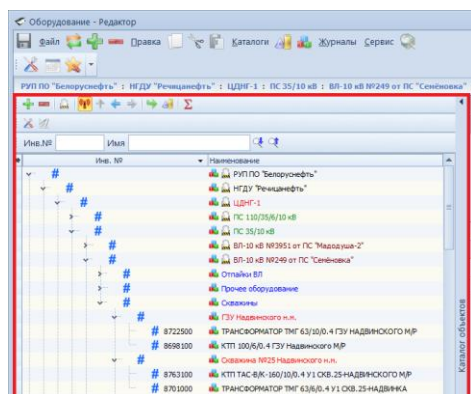 Оборудование - Редактор
Файл Правка Каталоги Журналы Сервис
РУП ПО "Белоруснефть" : НГДУ "Речицанефть" : ЦДНГ-1 : ПС 35/10 кВ : ВЛ-10 кВ №249 от ПС "Семёновка"
Инв.№ Имя
Инв. № Наименование
# РУП ПО "Белоруснефть"
# НГДУ "Речицанефть"
# ЦДНГ-1
# ПС 110/35/6/10 кВ
# ПС 35/10 кВ
# ВЛ-10 кВ №3951 от ПС "Мадодуша-2"
# ВЛ-10 кВ №249 от ПС "Семёновка"
# Отпайки ВЛ
# Прочее оборудование
# Скважины
# ГЗУ Надвинского н.м.
# 8722500 ТРАНСФОРМАТОР ТМГ 63/10/0.4 ГЗУ НАДВИНСКОГО М/Р
# 8698100 КТП 100/6/0.4 ГЗУ Надвинского М/Р
# Скважина №25 Надвинского н.м.
# 8763100 КТП ТАС-В/К-160/10/0,4 У1 СКВ.25-НАДВИНСКОГО М/Р
# 8701000 ТРАНСФОРМАТОР ТМГ 63/6/0.4 У1 СКВ.25-НАДВИНКА
Каталог объектов